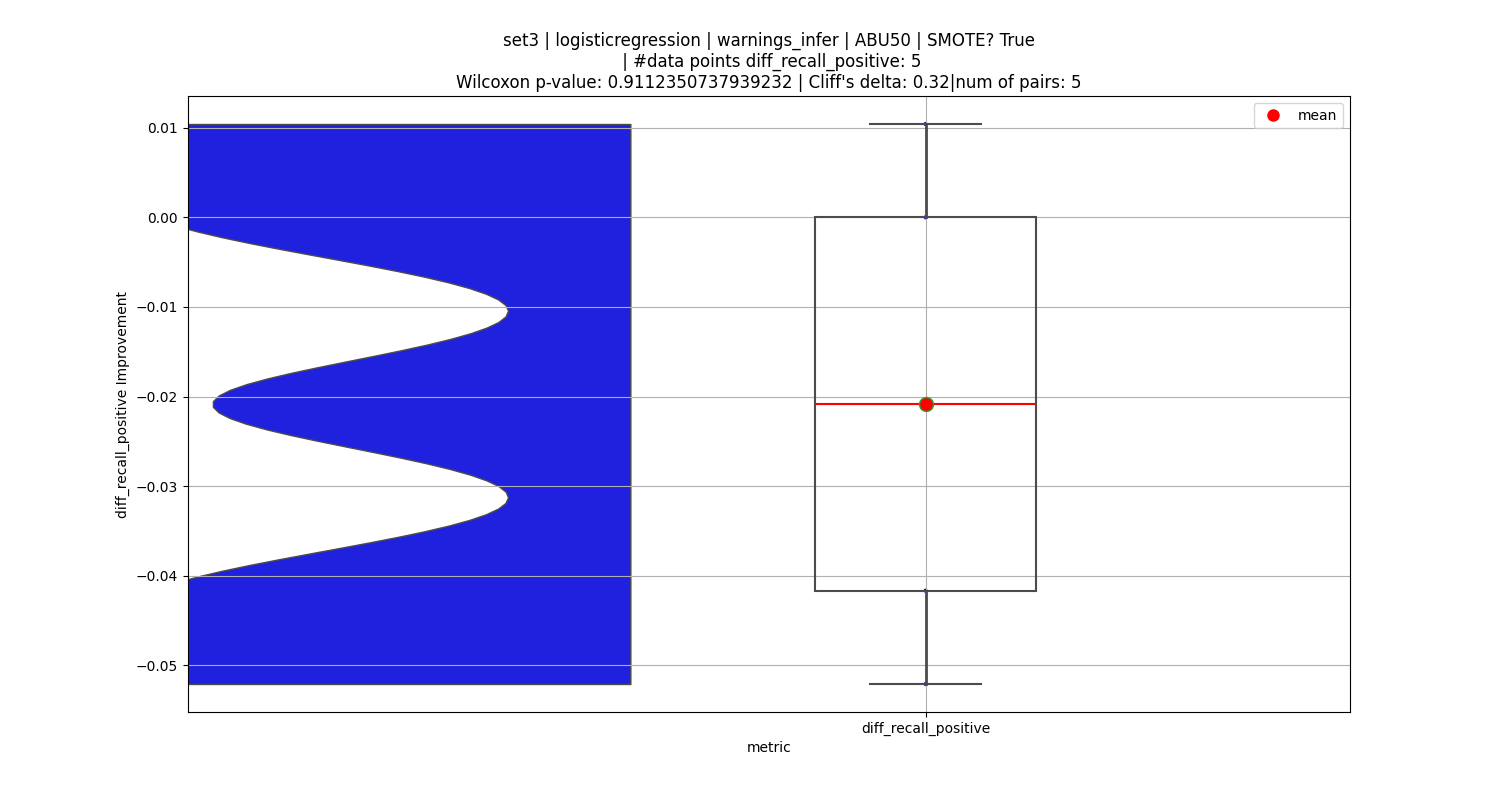 set3 | logisticregression | warnings_infer | ABU50 | SMOTE? True
| #data points diff_recall_positive: 5
Wilcoxon p-value: 0.9112350737939232 | Cliff's delta: 0.32|num of pairs: 5
mean
0.01
0.00
−0.01
−0.02
−0.03
−0.04
−0.05
diff_recall_positive Improvement
diff_recall_positive
metric